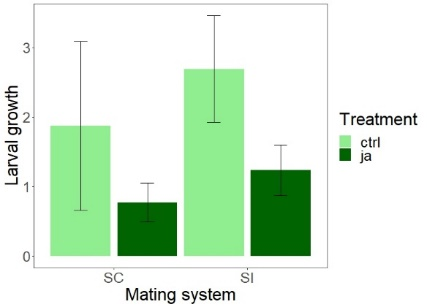 Larval growth
3
2
1
0
SC SI
Mating system
Treatment
ctrl
ja